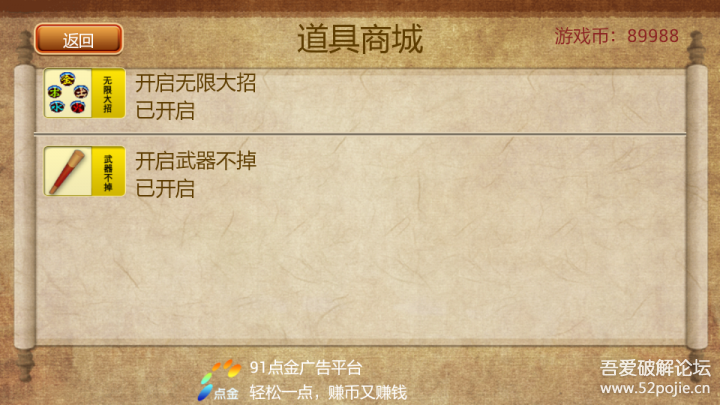 返回
道具商城
游戏币：89988
无限大招
开启无限大招
已开启
武器不掉
开启武器不掉
已开启
点金
91点金广告平台
轻松一点，赚币又赚钱
吾爱破解论坛
www.52pojie.cn